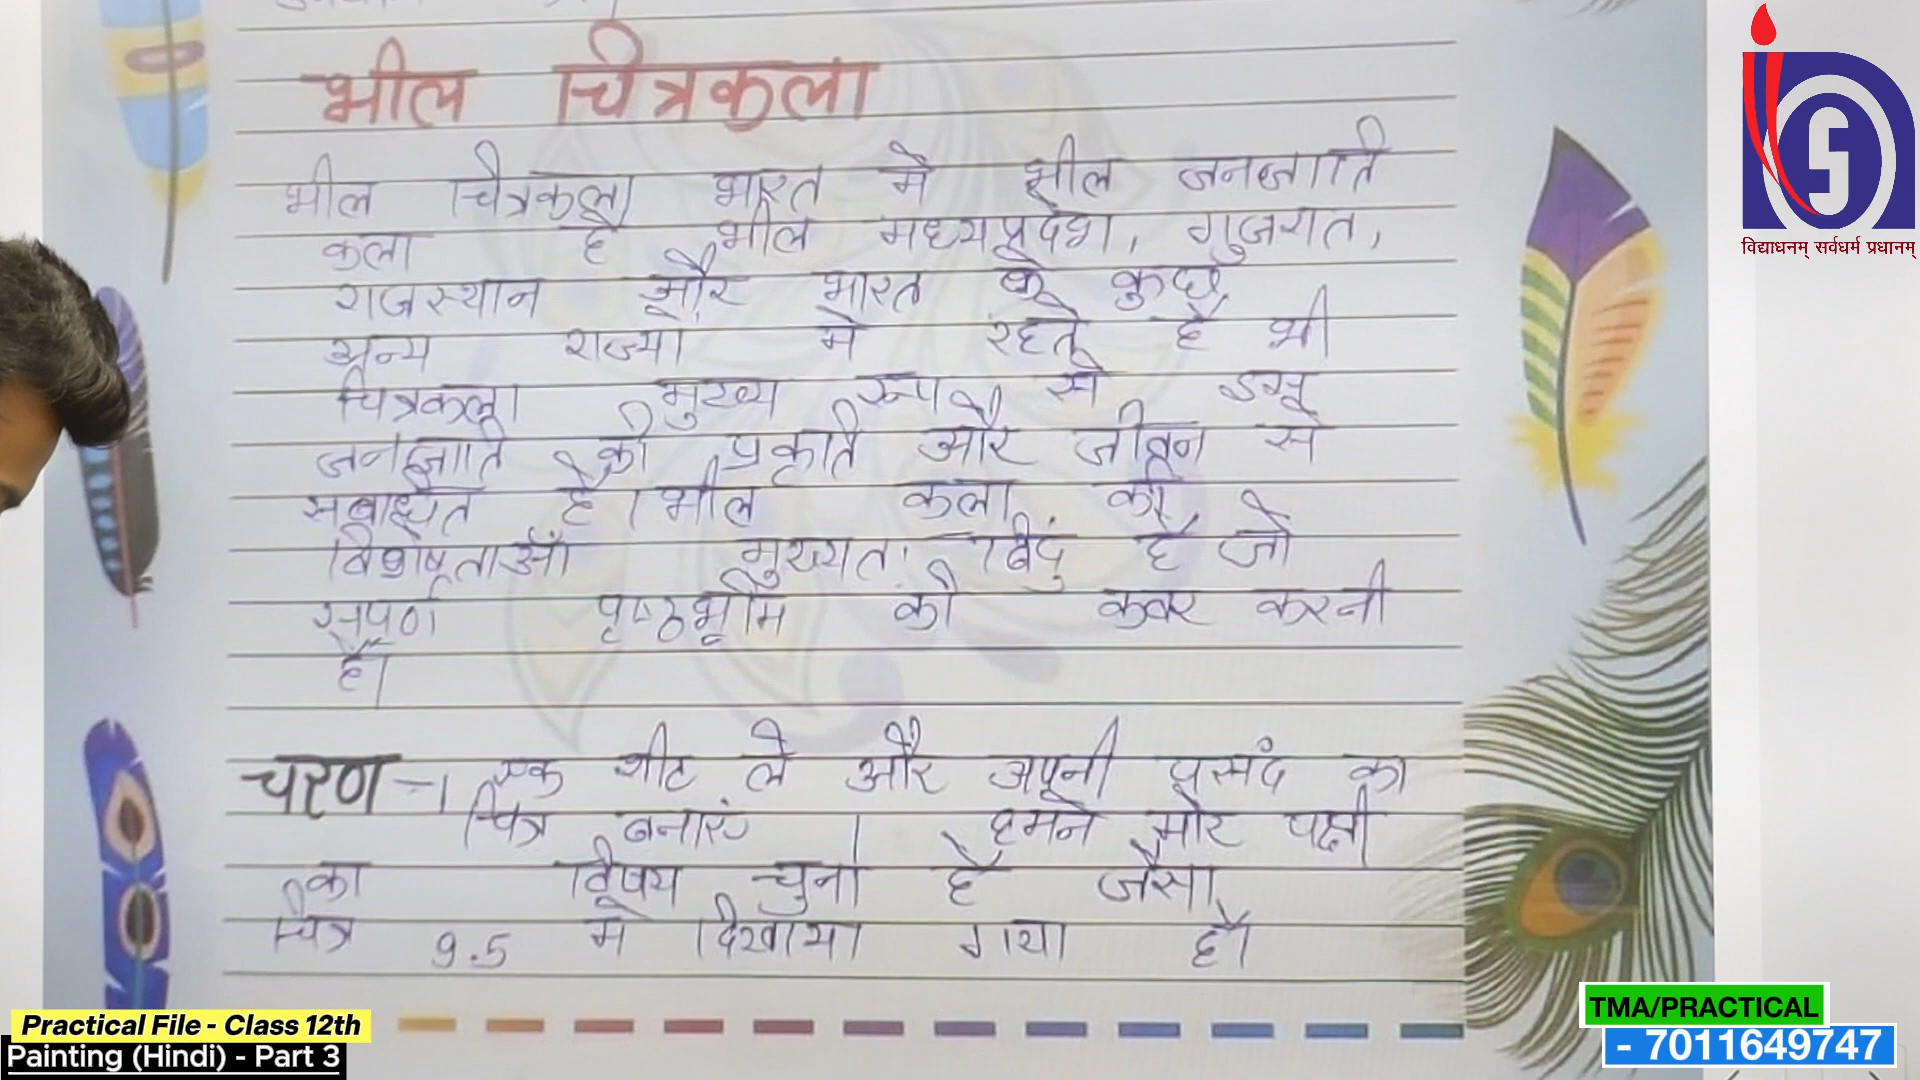 भील चित्रकला
भील चित्रकला भारत मे भील जनजाति
कला है भील मध्यप्रदेश, गुजरात,
राजस्थान और भारत के कुछ
अन्य राज्यो मे रहते है भी
चित्रकला मुख्य रूप से इस
जनजाति की प्रकृति और जीवन से
सबंधित है। भील कला की
विशेषताओं मुख्यत: बिंदु है जो
सपूर्ण पृष्ठभूमि को कवर करनी
है।
चरण -1 एक शीट ले और अपनी पसंद का
चित्र बनाएं । हमने मोर पक्षी
का विषय चुना है जैसा
चित्र 9.5 मे दिखाया गया है।
विद्याधनम् सर्वधर्म प्रधानम्
TMA/PRACTICAL
- 7011649747
Practical File - Class 12th
Painting (Hindi) - Part 3